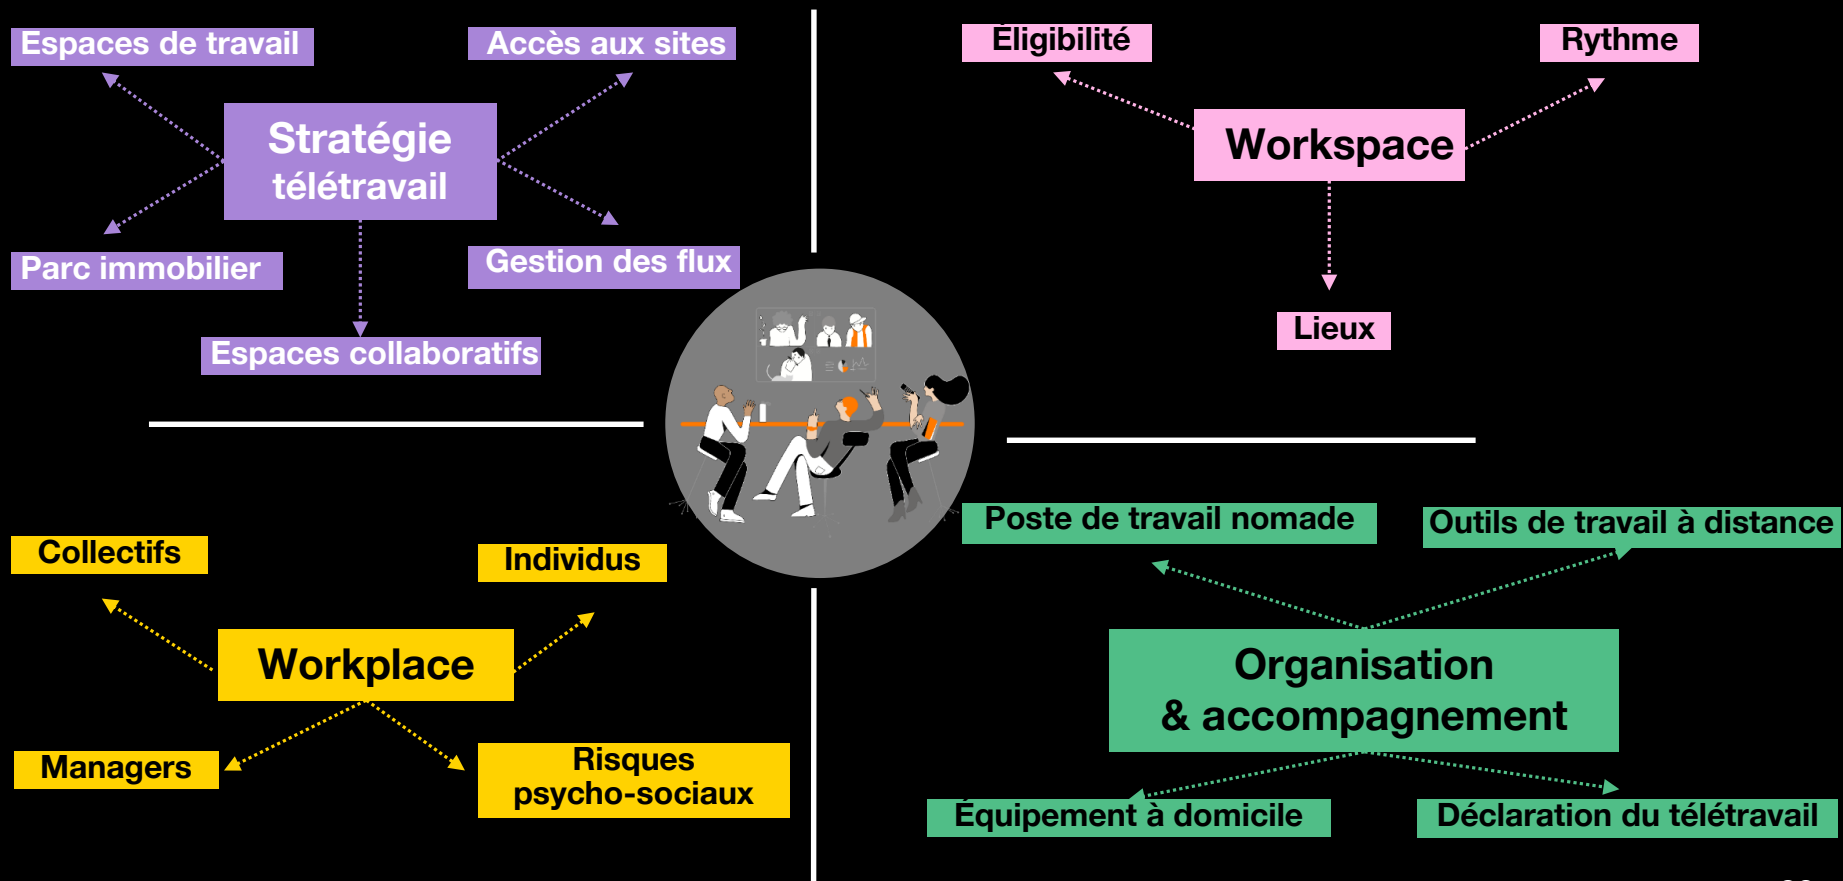 Espaces de travail
Accès aux sites
Stratégie
télétravail
Parc immobilier
Gestion des flux
Espaces collaboratifs
Éligibilité
Rythme
Workspace
Lieux
Collectifs
Individus
Workplace
Managers
Risques
psycho-sociaux
Poste de travail nomade
Outils de travail à distance
Organisation
& accompagnement
Équipement à domicile
Déclaration du télétravail